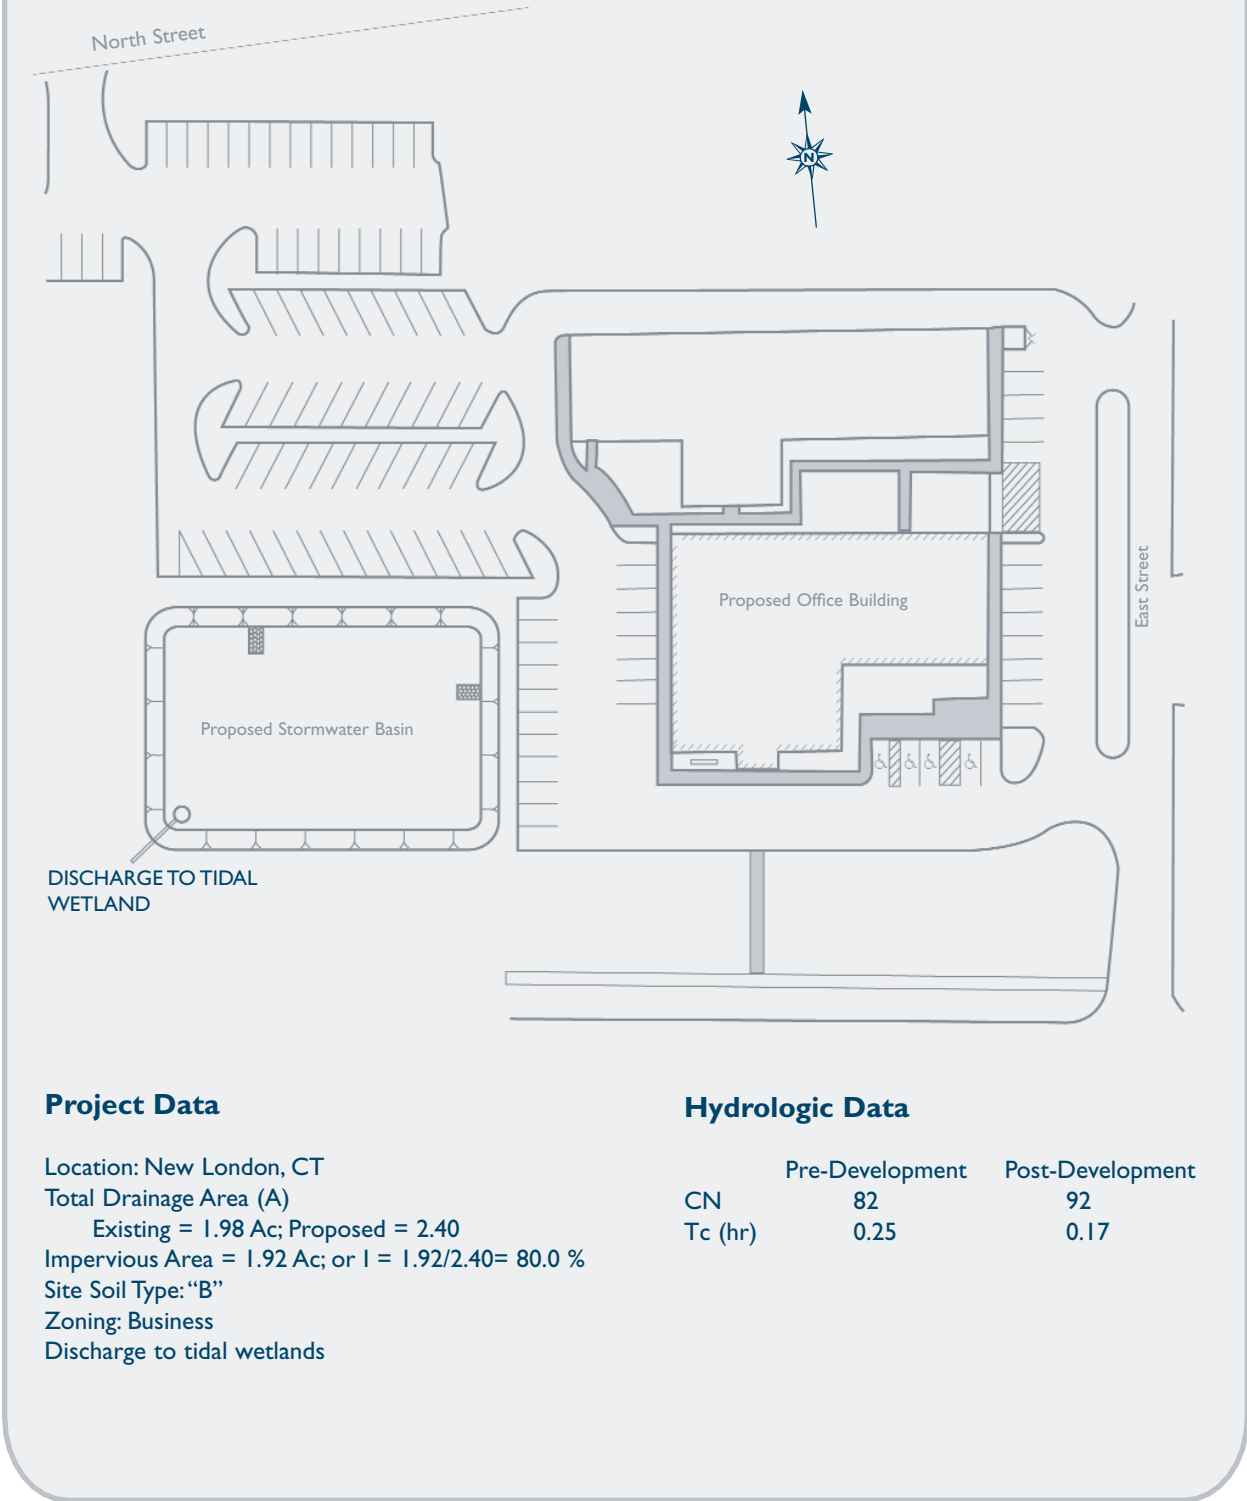 North Street
N
Proposed Office Building
East Street
Proposed Stormwater Basin
DISCHARGE TO TIDAL
WETLAND
Project Data
Location: New London, CT
Total Drainage Area (A)
Existing = 1.98 Ac; Proposed = 2.40
Impervious Area = 1.92 Ac; or I = 1.92/2.40= 80.0 %
Site Soil Type: “B”
Zoning: Business
Discharge to tidal wetlands
Hydrologic Data
Pre-Development Post-Development
CN 82 92
Tc (hr) 0.25 0.17